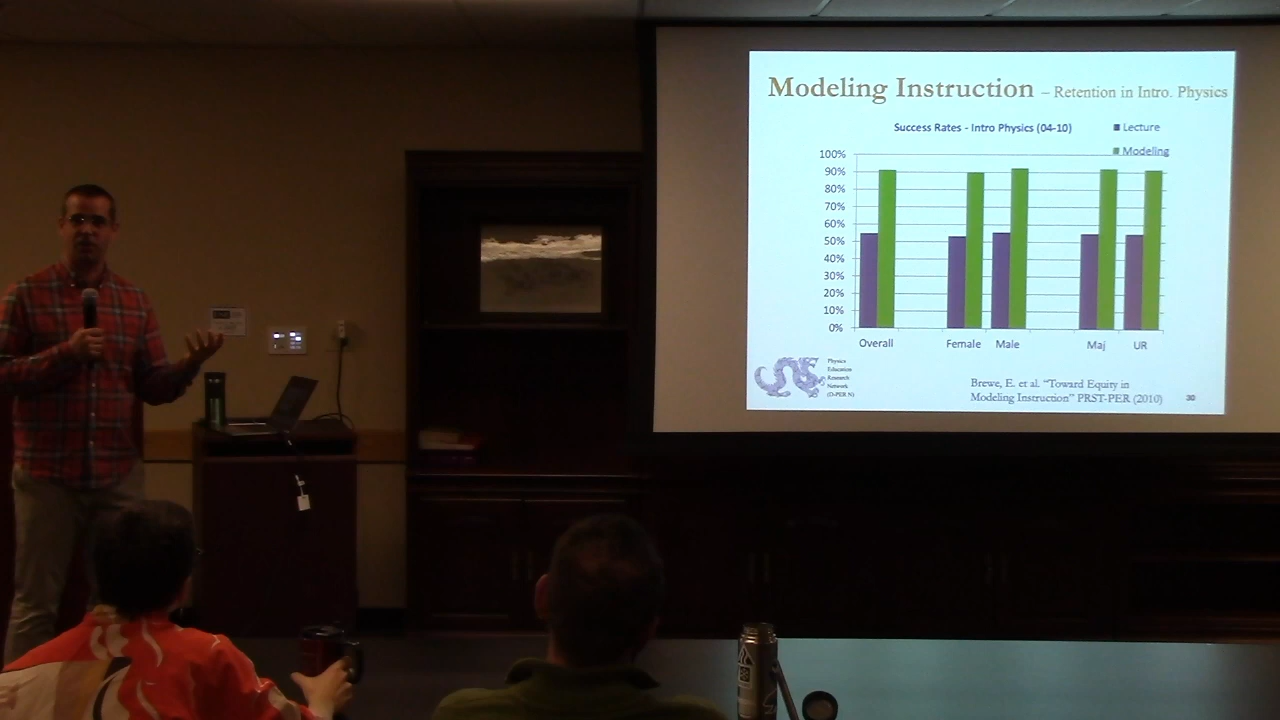 Modeling Instruction – Retention in Intro. Physics
Success Rates - Intro Physics (04-10)
Lecture
Modeling
100%
90%
80%
70%
60%
50%
40%
30%
20%
10%
0%
Overall
Female
Male
Maj
UR
Physics
Education
Research
Network
(D-PER N)
Brewe, E. et al. “Toward Equity in
Modeling Instruction” PRST-PER (2010)
30